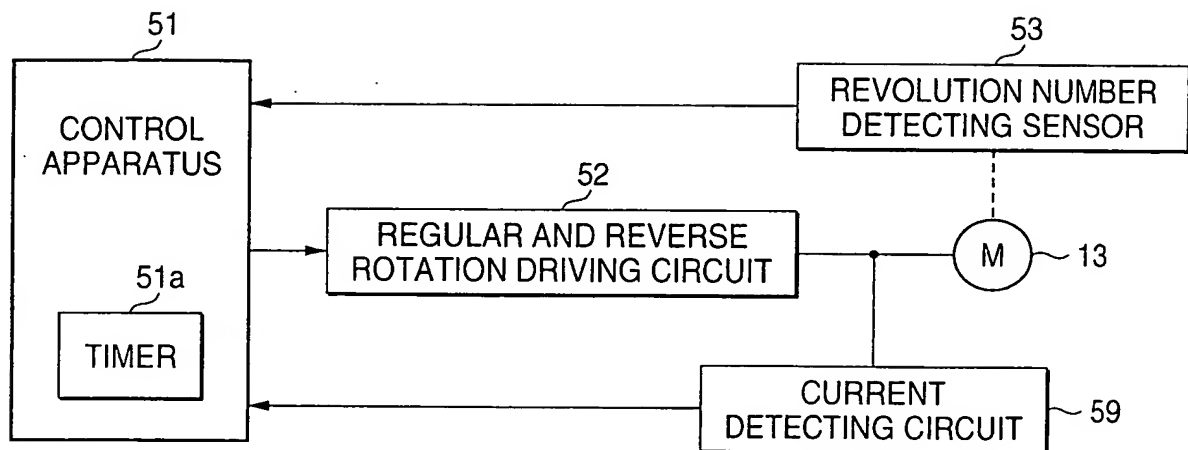 51
CONTROL
APPARATUS
51a
TIMER
52
REGULAR AND REVERSE
ROTATION DRIVING CIRCUIT
53
REVOLUTION NUMBER
DETECTING SENSOR
M
13
CURRENT
DETECTING CIRCUIT
59